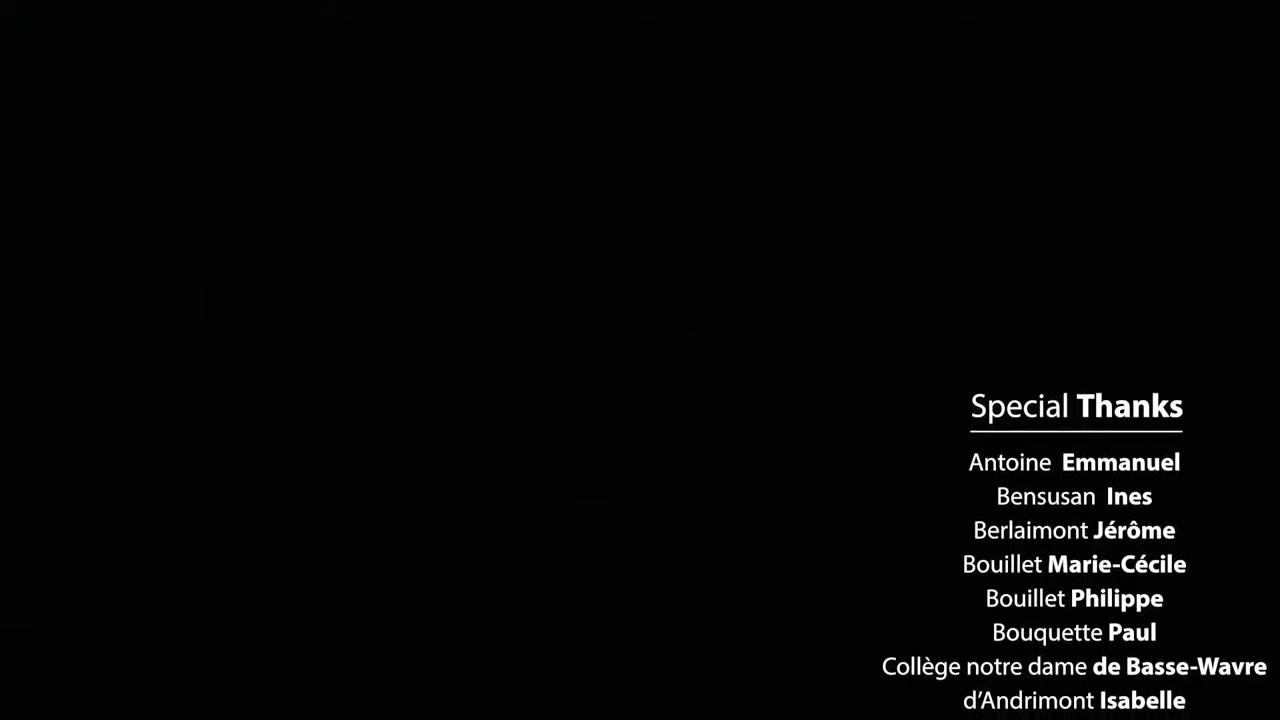 Special Thanks
Antoine Emmanuel
Bensusan Ines
Berlaimont Jérôme
Bouillet Marie-Cécile
Bouillet Philippe
Bouquette Paul
Collège notre dame de Basse-Wavre
d’Andrimont Isabelle